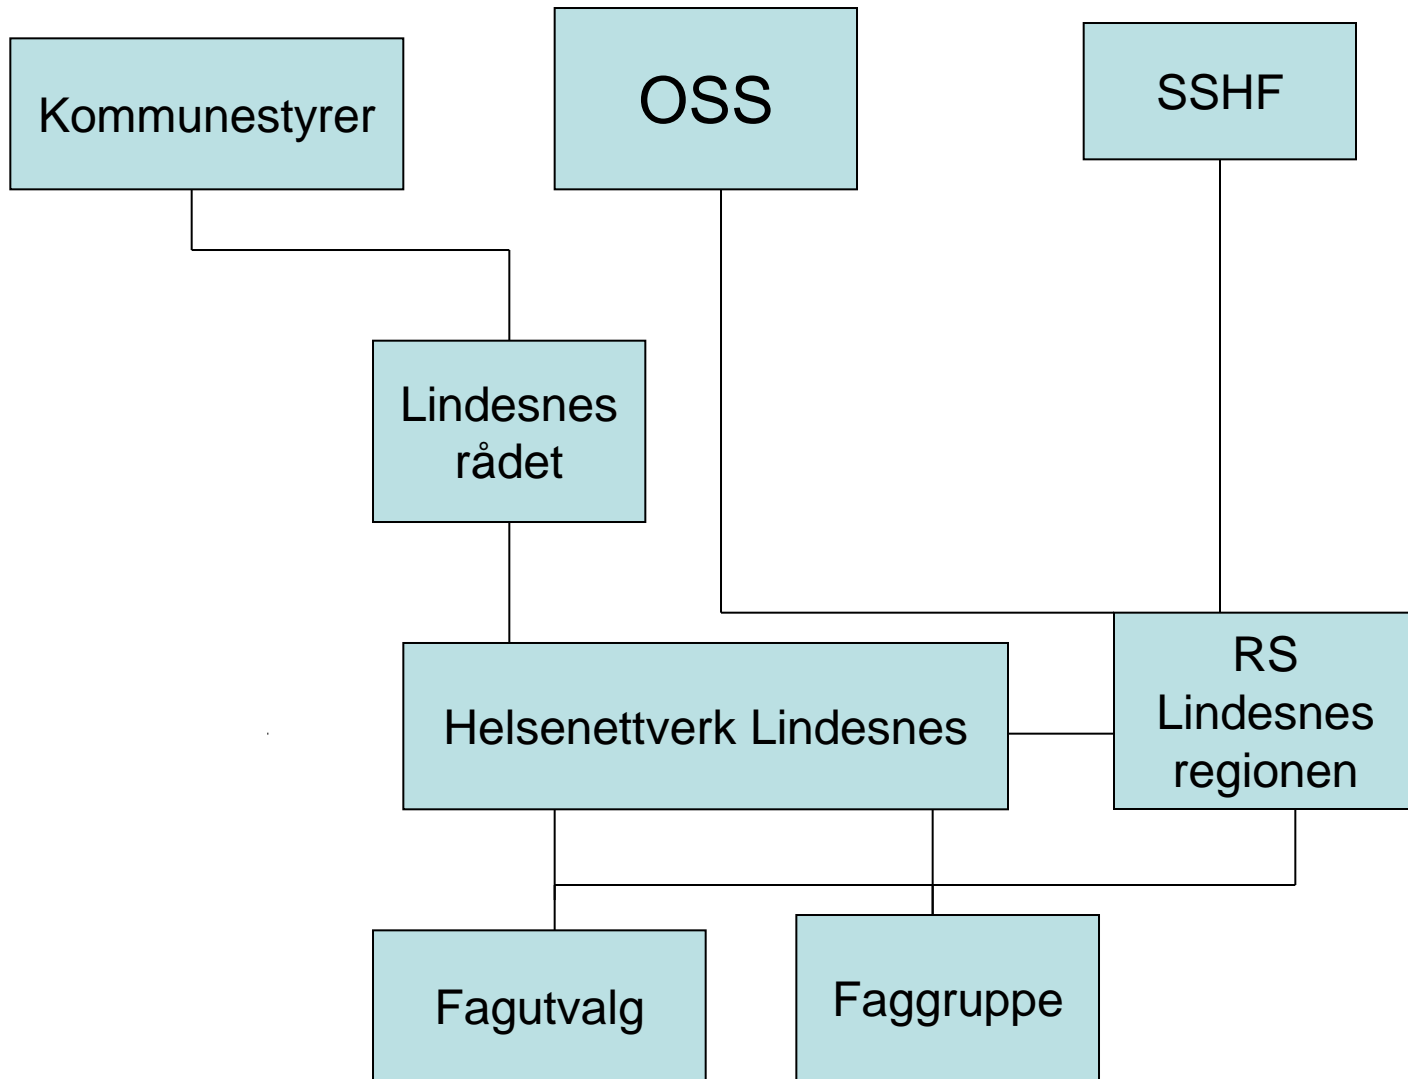 Kommunestyrer
OSS
SSHF
Lindesnes
rådet
Helsenettverk Lindesnes
RS
Lindesnes
regionen
Fagutvalg
Faggruppe